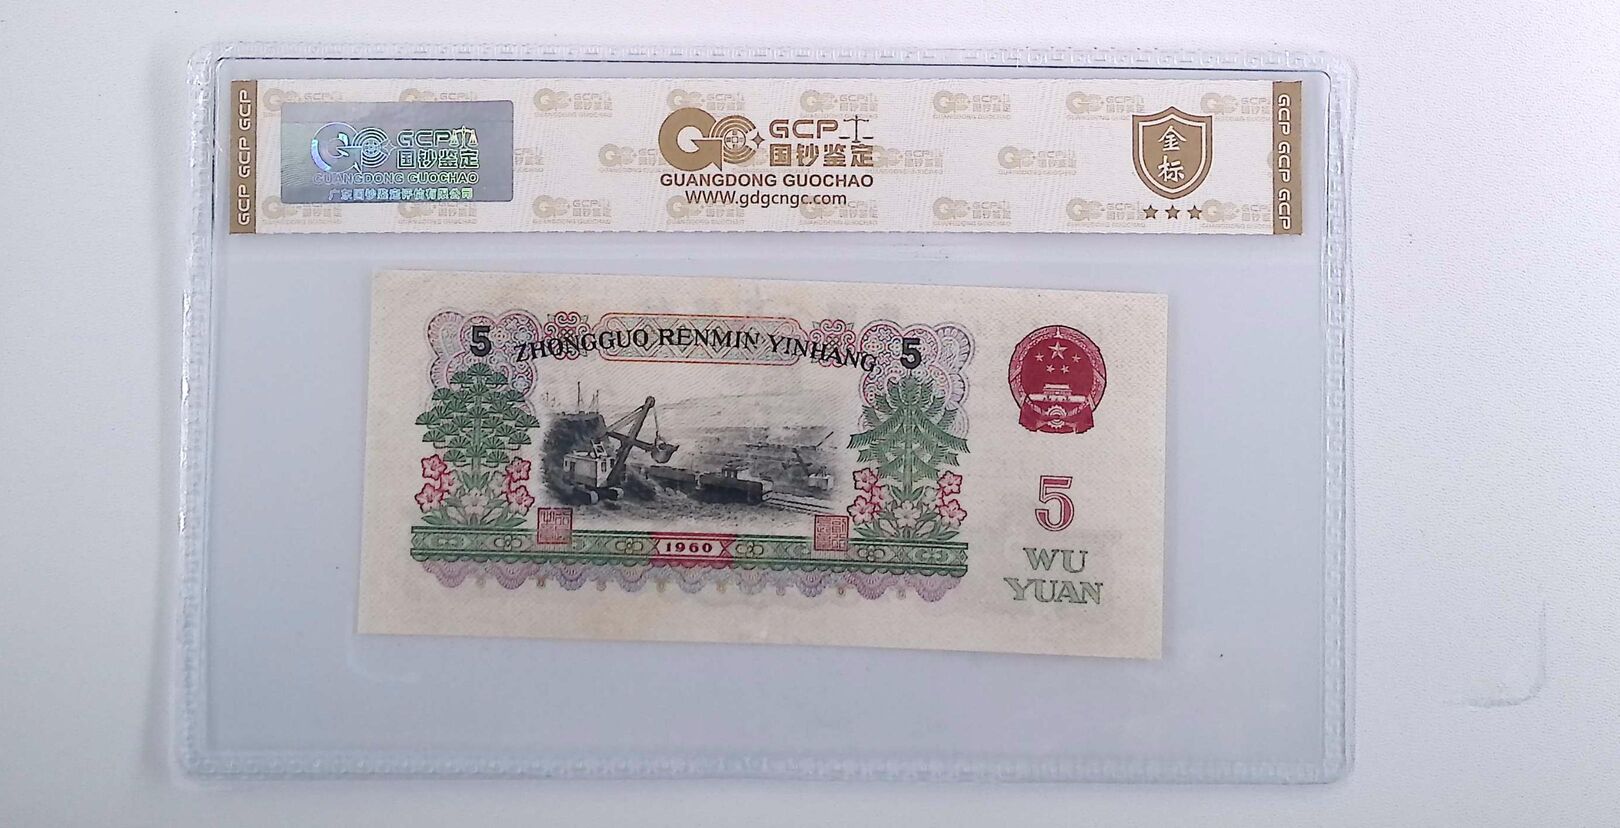 GCP GCP GCP
GCP
国钞鉴定
GUANGDONG GUOCHAO
广东国钞鉴定评估有限公司
GCP
国钞鉴定
GUANGDONG GUOCHAO
WWW.gdgcngc.com
金
标
GCP GCP GCP
5 ZHONGGUO RENMIN YINHANG 5
1960
5
WU
YUAN